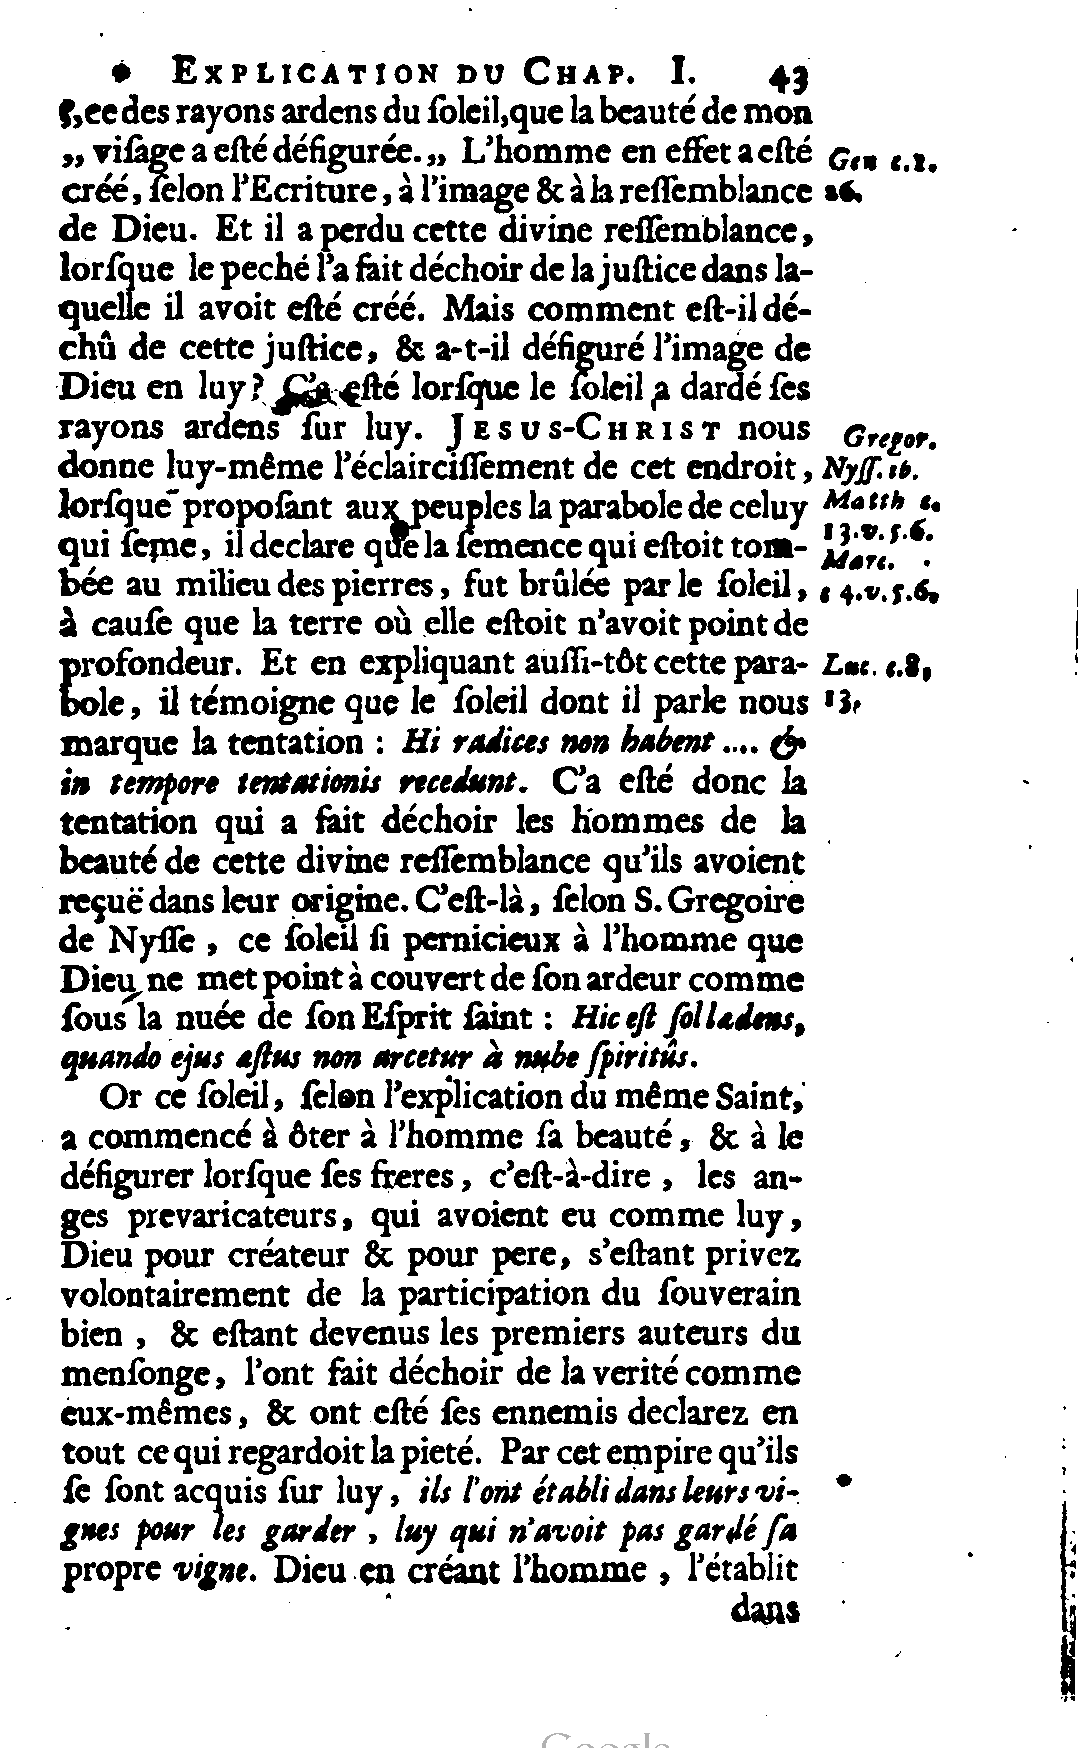 EXPLICATION DU CHAP. I. 43
ce des rayons ardens du ſoleil, que la beauté de mon
„ viſage a eſté défigurée. „ L'homme en effet a eſté
créé, ſelon l'Ecriture, à l'image & à la reſſemblance
de Dieu. Et il a perdu cette divine reſſemblance,
lorſque le peché l'a fait déchoir de la juſtice dans la-
quelle il avoit eſté créé. Mais comment eſt-il dé-
chû de cette juſtice, & a-t-il défiguré l'image de
Dieu en luy? C'a eſté lorſque le ſoleil a dardé ſes
rayons ardens ſur luy. JESUS-CHRIST nous
donne luy-même l'éclairciſſement de cet endroit,
lorſque propoſant aux peuples la parabole de celuy
qui ſeme, il declare que la ſemence qui eſtoit tom-
bée au milieu des pierres, fut brûlée par le ſoleil,
à cauſe que la terre où elle eſtoit n'avoit point de
profondeur. Et en expliquant auſſi-tôt cette para-
bole, il témoigne que le ſoleil dont il parle nous
marque la tentation : Hi radices non habent .... &
in tempore tentationis recedunt. C'a eſté donc la
tentation qui a fait déchoir les hommes de la
beauté de cette divine reſſemblance qu'ils avoient
reçuë dans leur origine. C'eſt-là, ſelon S. Gregoire
de Nyſſe, ce ſoleil ſi pernicieux à l'homme que
Dieu ne met point à couvert de ſon ardeur comme
ſous la nuée de ſon Eſprit ſaint : Hic eſt ſol lædens,
quando ejus æſtus non arcetur à nube ſpiritûs.
Or ce ſoleil, ſelon l'explication du même Saint,
a commencé à ôter à l'homme ſa beauté, & à le
défigurer lorſque ſes freres, c'eſt-à-dire, les an-
ges prevaricateurs, qui avoient eu comme luy,
Dieu pour créateur & pour pere, s'eſtant privez
volontairement de la participation du ſouverain
bien, & eſtant devenus les premiers auteurs du
menſonge, l'ont fait déchoir de la verité comme
eux-mêmes, & ont eſté ſes ennemis declarez en
tout ce qui regardoit la pieté. Par cet empire qu'ils
ſe ſont acquis ſur luy, ils l'ont établi dans leurs vi-
gnes pour les garder, luy qui n'avoit pas gardé ſa
propre vigne. Dieu en créant l'homme, l'établit
dans
Gen c.1.
26.
Gregor.
Nyſſ. ib.
Matth c.
13.v.5.6.
Marc.
c 4.v.5.6.
Luc. c.8,
13.
Google